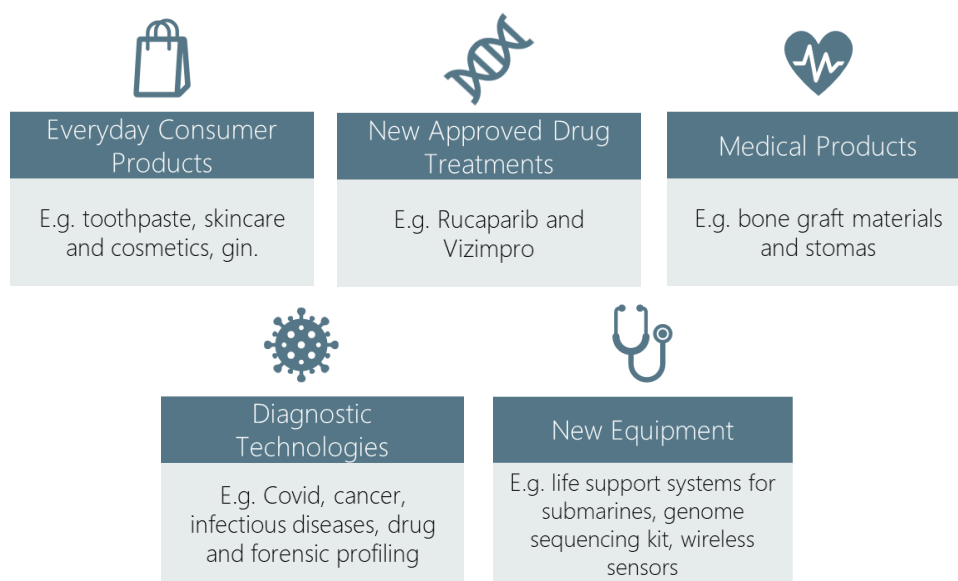 Everyday Consumer
Products
E.g. toothpaste, skincare
and cosmetics, gin.
New Approved Drug
Treatments
E.g. Rucaparib and
Vizimpro
Medical Products
E.g. bone graft materials
and stomas
Diagnostic
Technologies
E.g. Covid, cancer,
infectious diseases, drug
and forensic profiling
New Equipment
E.g. life support systems for
submarines, genome
sequencing kit, wireless
sensors